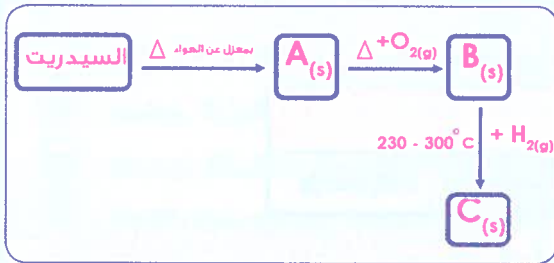 السيدريت
Δ بمعزل عن الهواء
A(s)
Δ +O2(g)
B(s)
230 - 300°C + H2(g)
C(s)